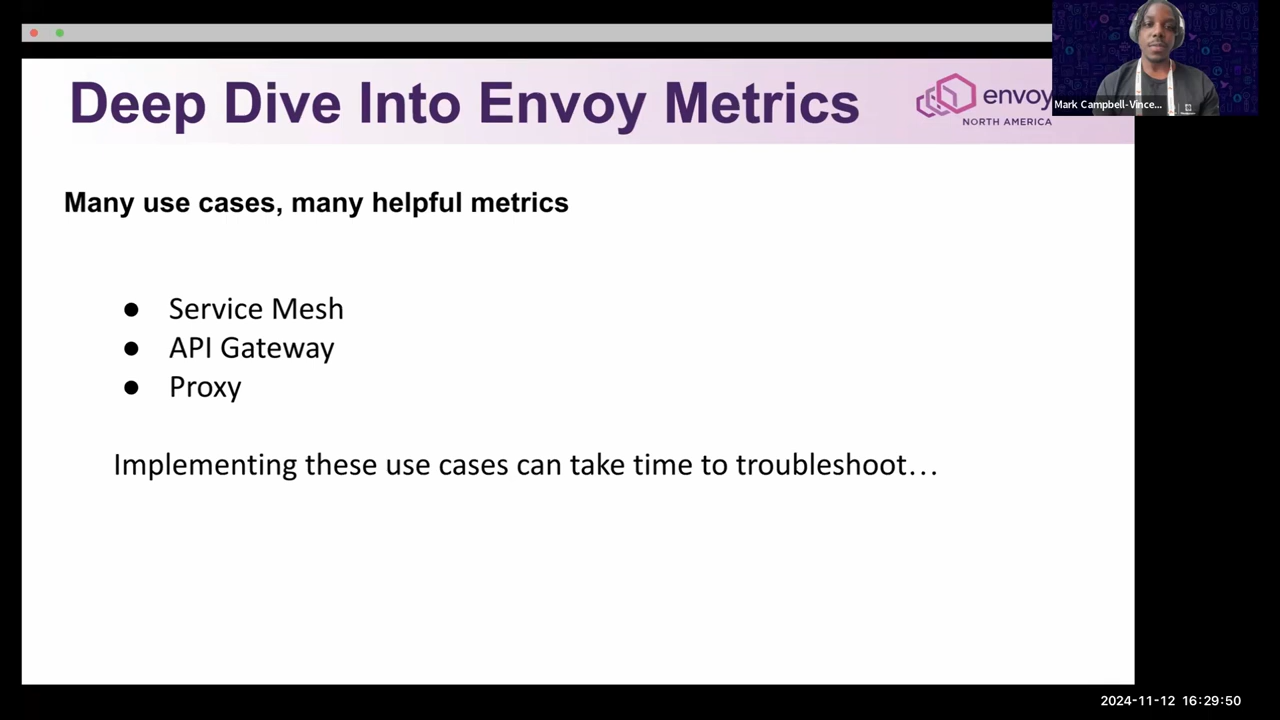 Deep Dive Into Envoy Metrics
envoy
NORTH AMERICA
Mark Campbell-Vince...
Many use cases, many helpful metrics
● Service Mesh
● API Gateway
● Proxy
Implementing these use cases can take time to troubleshoot…
2024-11-12 16:29:50